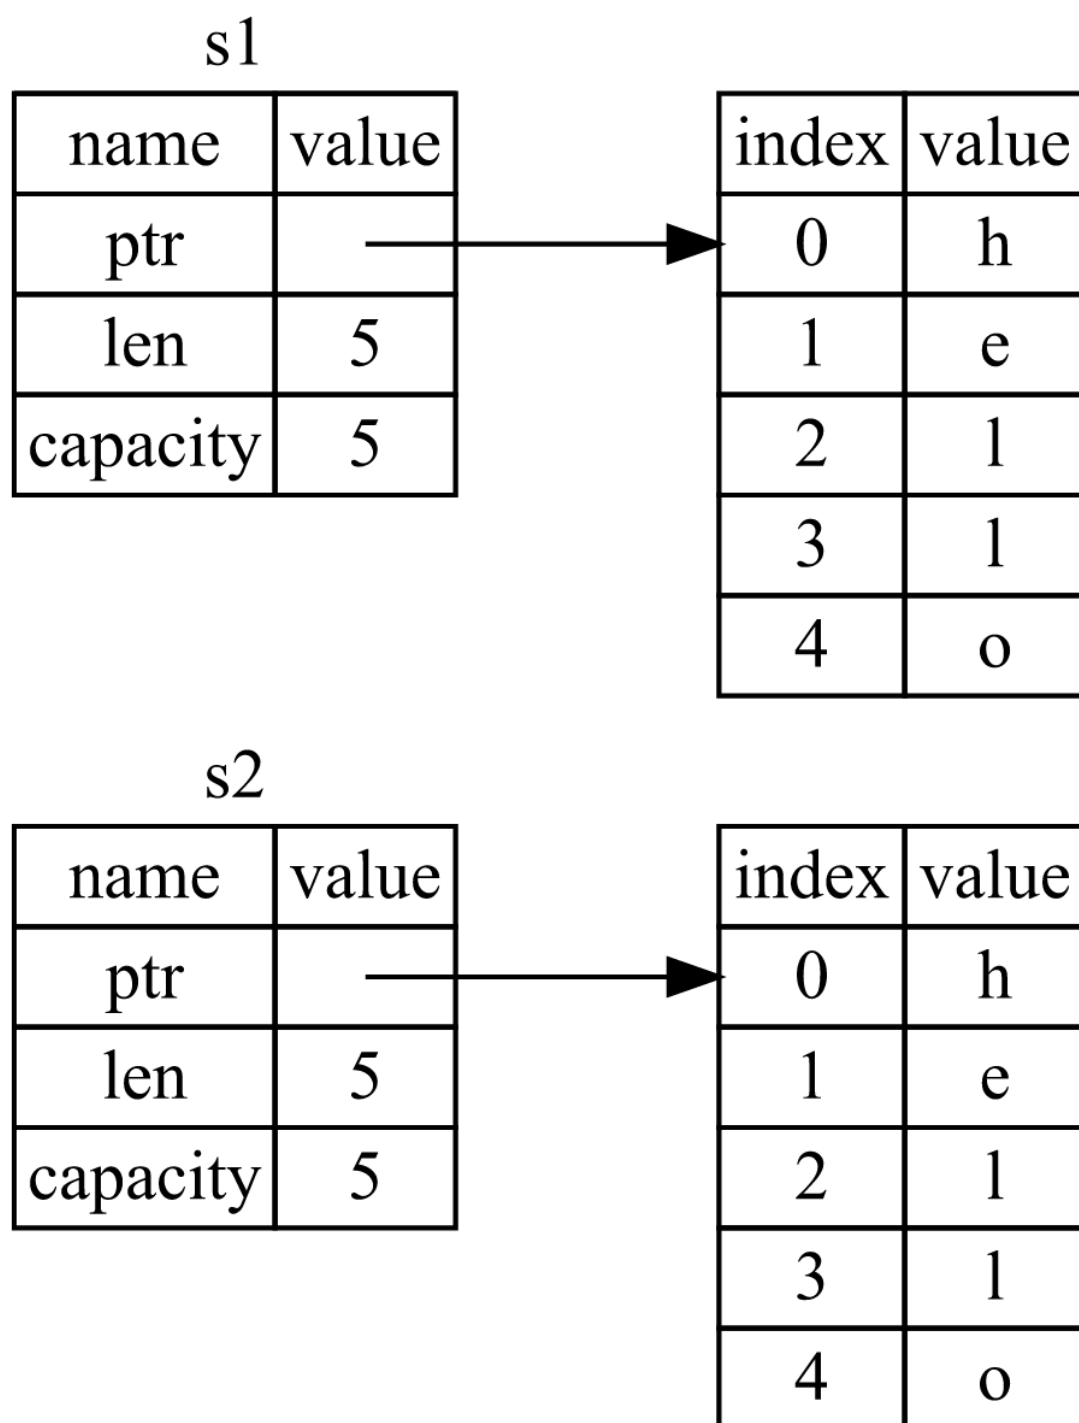 s1
name value
ptr
len 5
capacity 5
index value
0 h
1 e
2 l
3 l
4 o
s2
name value
ptr
len 5
capacity 5
index value
0 h
1 e
2 l
3 l
4 o